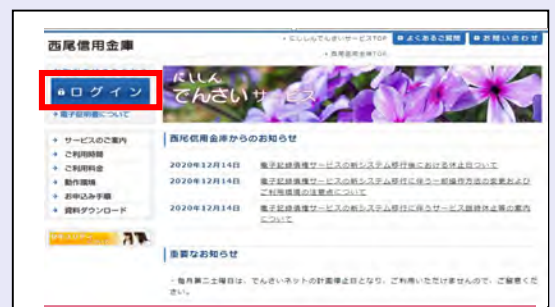 にしんでんさいサービスTOP
よくあるご質問
お問い合わせ
西尾信用金庫TOP
西尾信用金庫
ログイン
電子証明書について
にしん
でんさいサービス
サービスのご案内
ご利用時間
ご利用料金
動作環境
お申込み手順
資料ダウンロード
西尾信用金庫からのお知らせ
2020年12月14日 電子記録債権サービスの新システム移行後における休止日ついて
2020年12月14日 電子記録債権サービスの新システム移行に伴う一部操作方法の変更および
ご利用環境の注意点について
2020年12月14日 電子記録債権サービスの新システム移行に伴うサービス臨時休止等の案内
について
重要なお知らせ
・毎月第二土曜日は、でんさいネットの計画停止日となり、ご利用いただけませんので、ご留意くだ
さい。